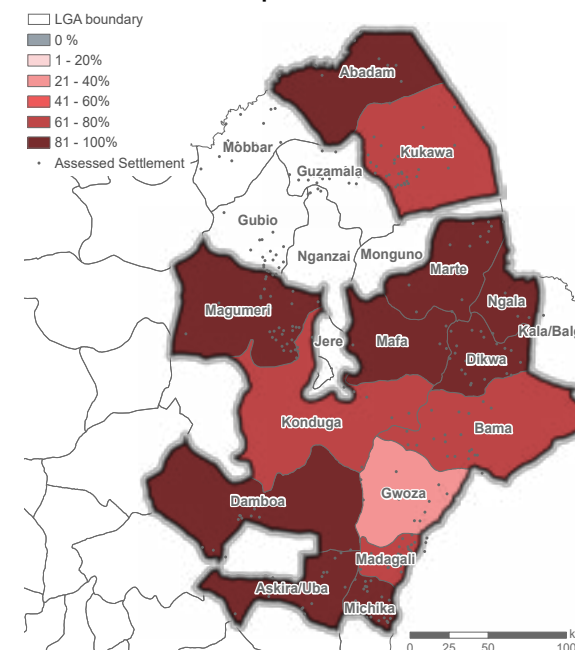 LGA boundary
0 %
1 - 20%
21 - 40%
41 - 60%
61 - 80%
81 - 100%
Assessed Settlement
Abadam
Kukawa
Mobbar
Guzamala
Gubio
Nganzai
Monguno
Marte
Magumeri
Ngala
Jere
Mafa
Kala/Bal
Dikwa
Konduga
Bama
Gwoza
Damboa
Madagali
Askira/Uba
Michika
0 25 50 100